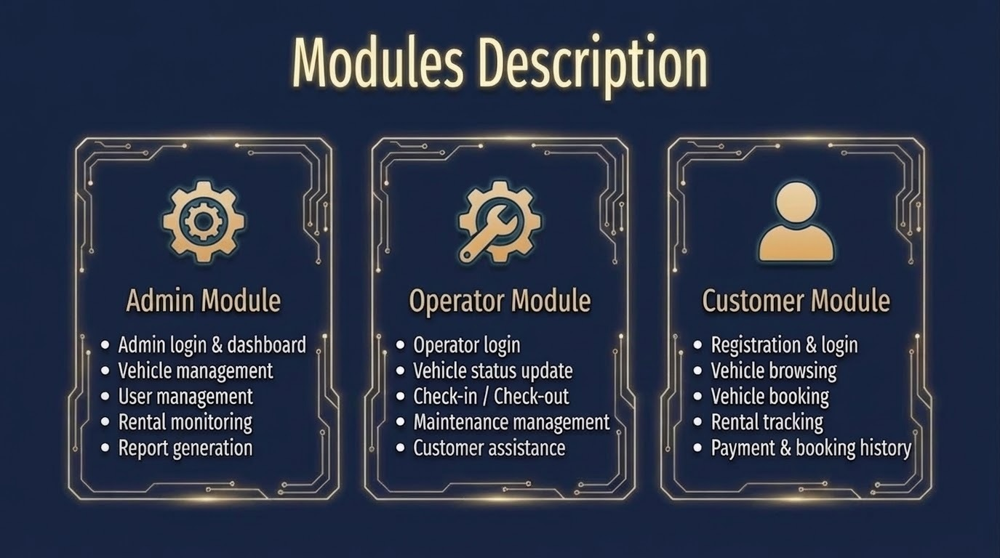 Modules Description
Admin Module
• Admin login & dashboard
• Vehicle management
• User management
• Rental monitoring
• Report generation
Operator Module
• Operator login
• Vehicle status update
• Check-in / Check-out
• Maintenance management
• Customer assistance
Customer Module
• Registration & login
• Vehicle browsing
• Vehicle booking
• Rental tracking
• Payment & booking history